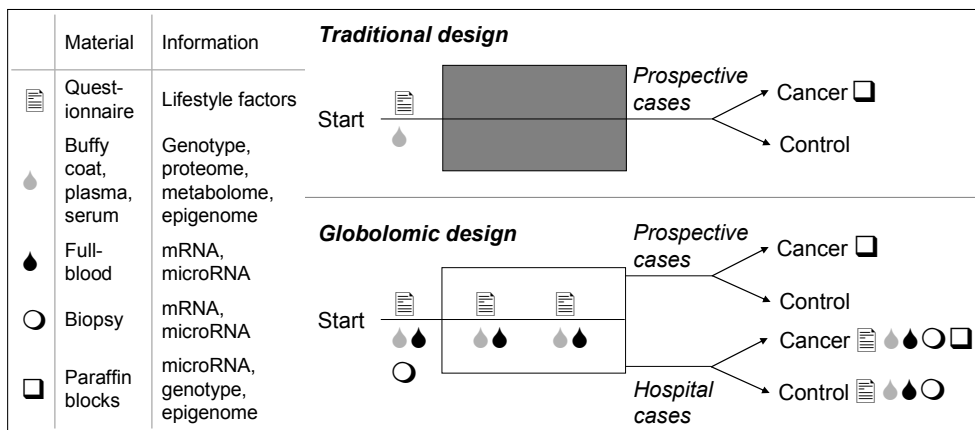 Material Information
Quest-
ionnaire
Lifestyle factors
Buffy
coat,
plasma,
serum
Genotype,
proteome,
metabolome,
epigenome
Full-
blood
mRNA,
microRNA
Biopsy
mRNA,
microRNA
Paraffin
blocks
microRNA,
genotype,
epigenome
Traditional design
Start
Prospective
cases
Cancer
Control
Globolomic design
Start
Prospective
cases
Cancer
Control
Hospital
cases
Cancer
Control